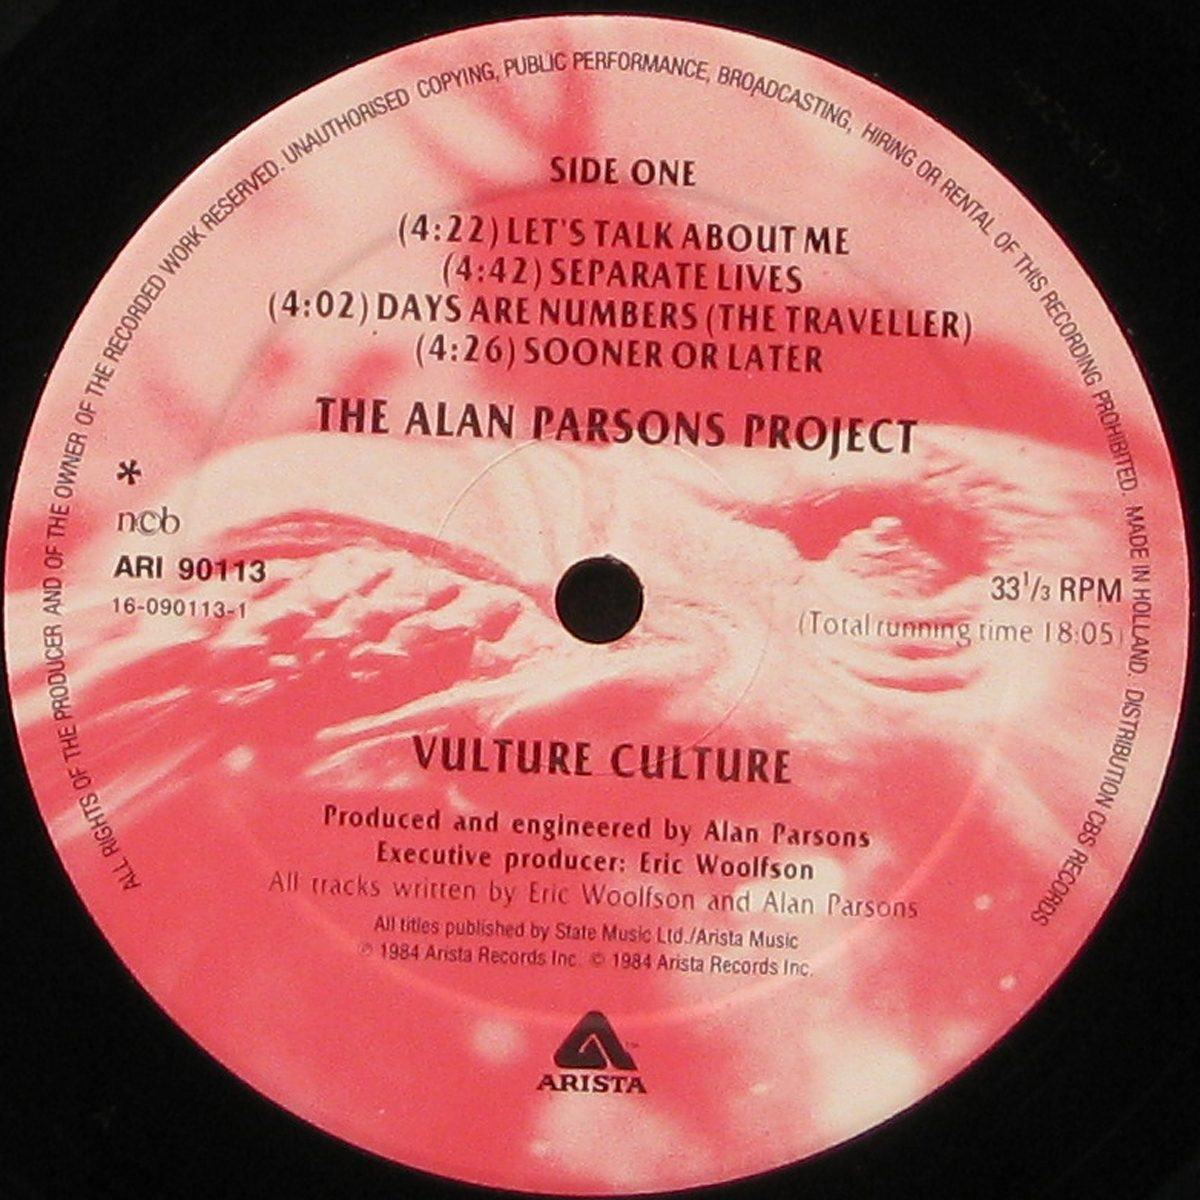 ALL RIGHTS OF THE PRODUCER AND OF THE OWNER OF THE RECORDED WORK RESERVED. UNAUTHORISED COPYING, PUBLIC PERFORMANCE, BROADCASTING, HIRING OR RENTAL OF THIS RECORDING PROHIBITED. MADE IN HOLLAND. DISTRIBUTION CBS RECORDS
SIDE ONE
(4:22) LET'S TALK ABOUT ME
(4:42) SEPARATE LIVES
(4:02) DAYS ARE NUMBERS (THE TRAVELLER)
(4:26) SOONER OR LATER
THE ALAN PARSONS PROJECT
*
ncb
ARI 90113
16-090113-1
33 1/3 RPM
(Total running time 18:05)
VULTURE CULTURE
Produced and engineered by Alan Parsons
Executive producer: Eric Woolfson
All tracks written by Eric Woolfson and Alan Parsons
All titles published by State Music Ltd./Arista Music
℗ 1984 Arista Records Inc. © 1984 Arista Records Inc.
™
ARISTA